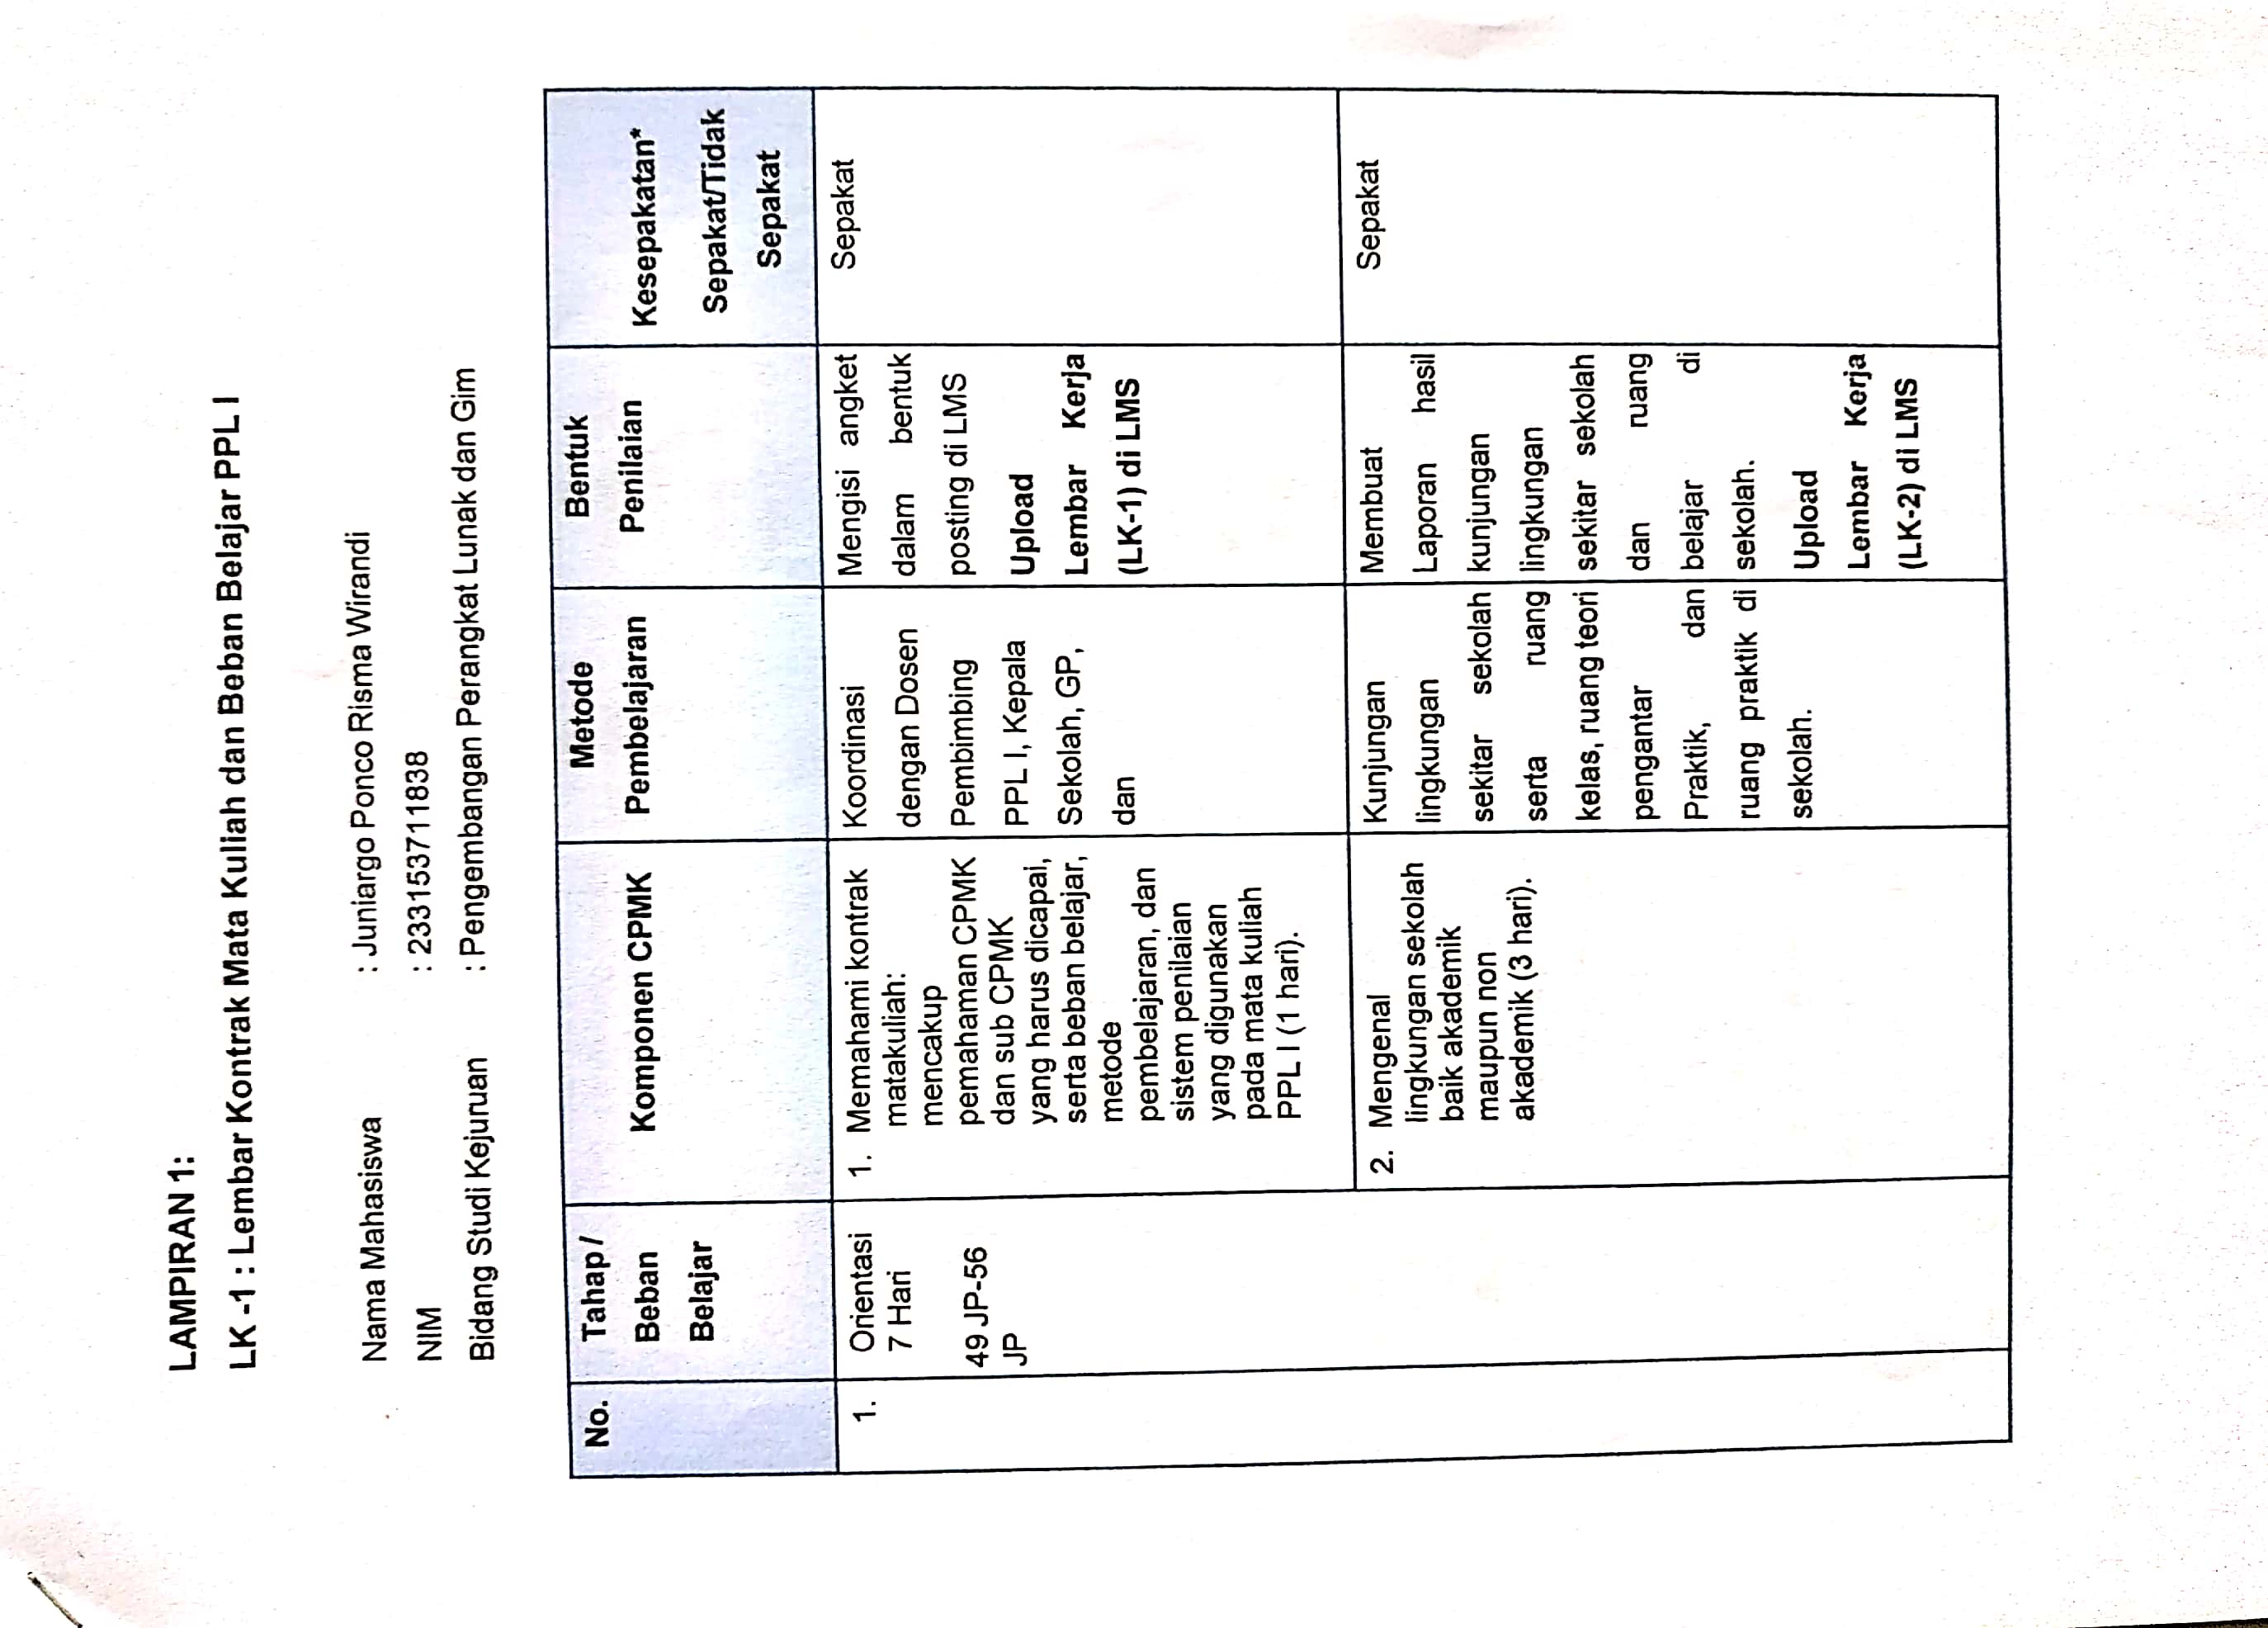 LAMPIRAN 1:
LK -1 : Lembar Kontrak Mata Kuliah dan Beban Belajar PPL I
Nama Mahasiswa : Juniargo Ponco Risma Wirandi
NIM : 233153711838
Bidang Studi Kejuruan : Pengembangan Perangkat Lunak dan Gim
No.
Tahap /
Beban
Belajar
Komponen CPMK
Metode
Pembelajaran
Bentuk
Penilaian
Kesepakatan*
Sepakat/Tidak
Sepakat
1.
Orientasi
7 Hari
49 JP-56
JP
1. Memahami kontrak
matakuliah:
mencakup
pemahaman CPMK
dan sub CPMK
yang harus dicapai,
serta beban belajar,
metode
pembelajaran, dan
sistem penilaian
yang digunakan
pada mata kuliah
PPL I (1 hari).
Koordinasi
dengan Dosen
Pembimbing
PPL I, Kepala
Sekolah, GP,
dan
Mengisi angket
dalam bentuk
posting di LMS
Upload
Lembar Kerja
(LK-1) di LMS
Sepakat
2. Mengenal
lingkungan sekolah
baik akademik
maupun non
akademik (3 hari).
Kunjungan
lingkungan
sekitar sekolah
serta ruang
kelas, ruang teori
pengantar
Praktik, dan
ruang praktik di
sekolah.
Membuat
Laporan hasil
kunjungan
lingkungan
sekitar sekolah
dan ruang
belajar di
sekolah.
Upload
Lembar Kerja
(LK-2) di LMS
Sepakat